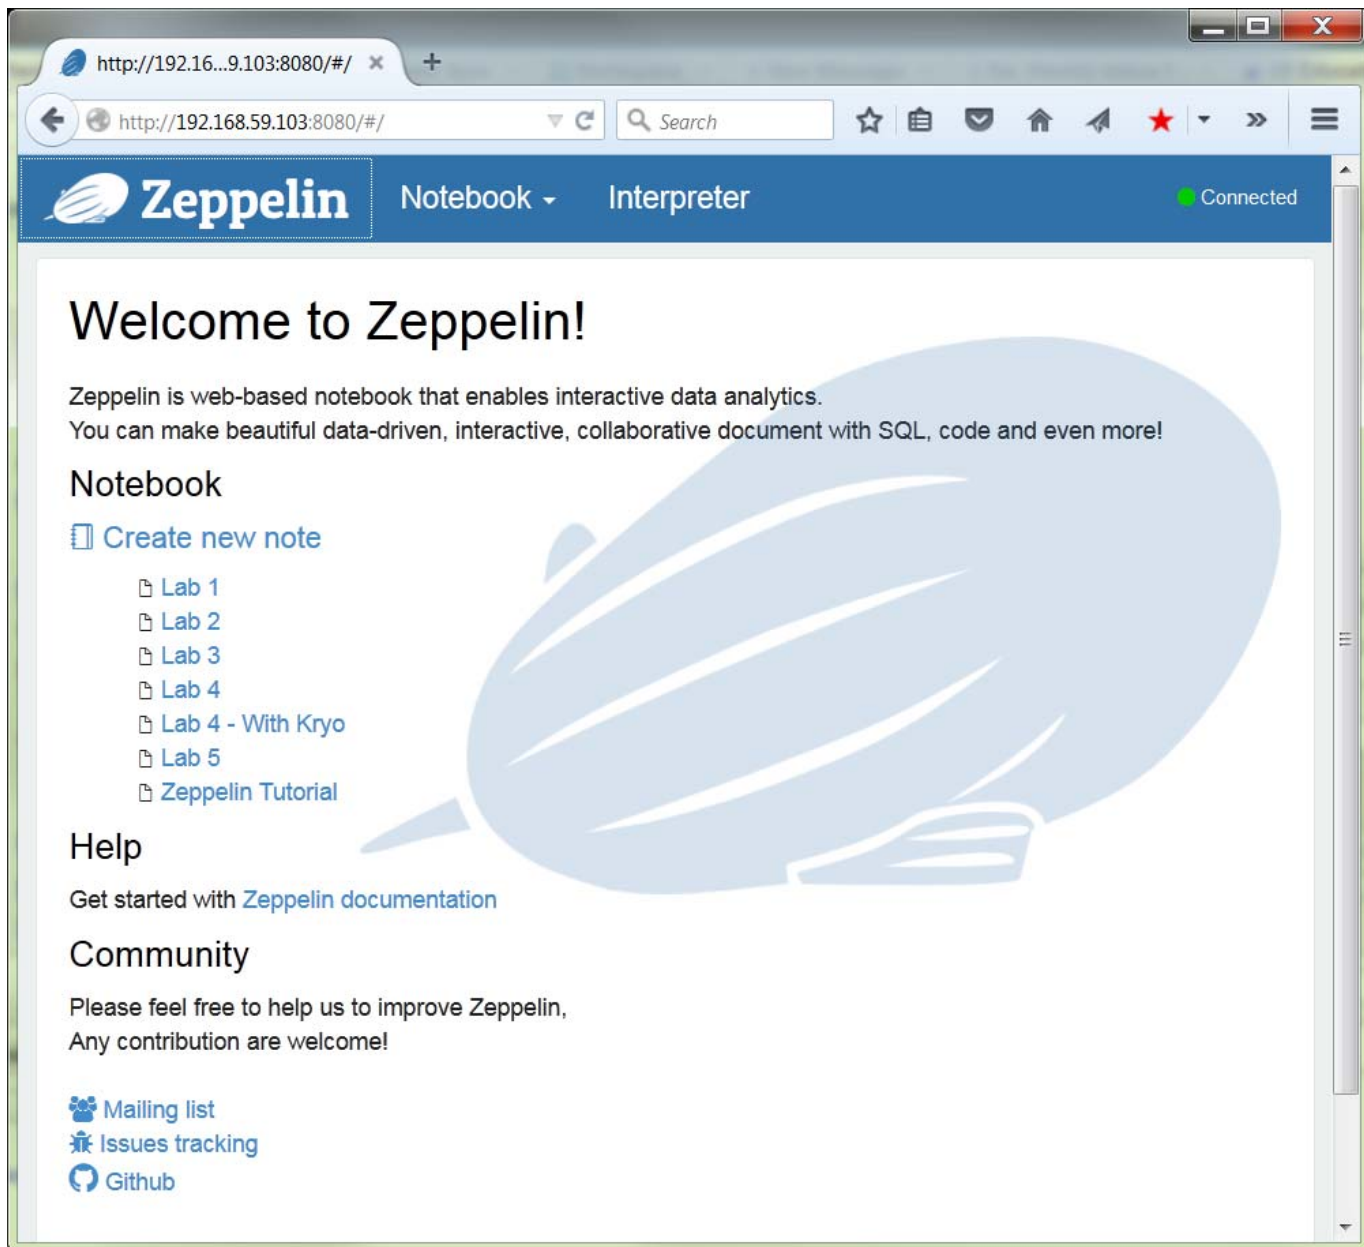 http://192.16...9.103:8080/#/
http://192.168.59.103:8080/#/
Search
Zeppelin
Notebook
Interpreter
Connected
Welcome to Zeppelin!
Zeppelin is web-based notebook that enables interactive data analytics.
You can make beautiful data-driven, interactive, collaborative document with SQL, code and even more!
Notebook
Create new note
Lab 1
Lab 2
Lab 3
Lab 4
Lab 4 - With Kryo
Lab 5
Zeppelin Tutorial
Help
Get started with Zeppelin documentation
Community
Please feel free to help us to improve Zeppelin,
Any contribution are welcome!
Mailing list
Issues tracking
Github